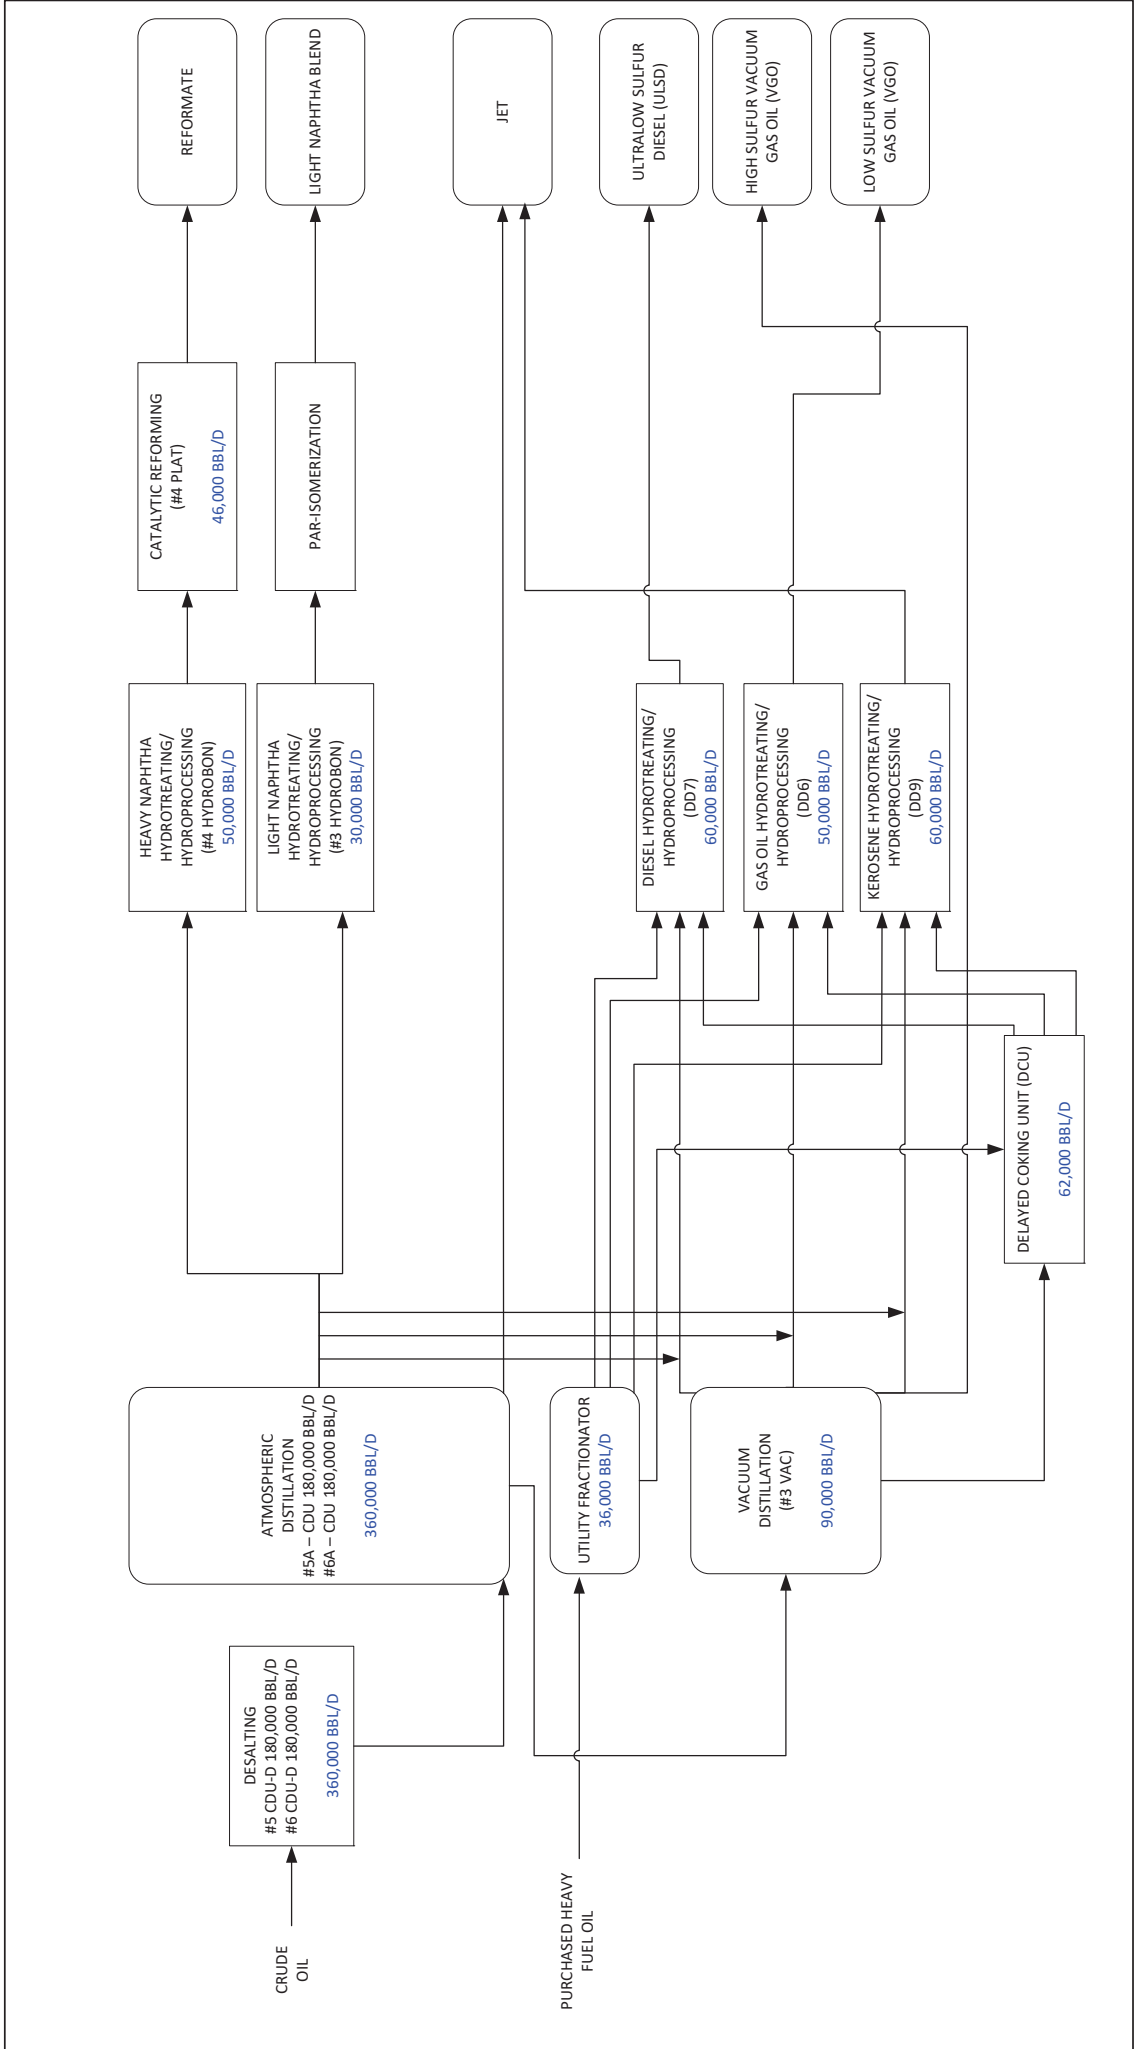 CRUDE
OIL
PURCHASED HEAVY
FUEL OIL
DESALTING
#5 CDU-D 180,000 BBL/D
#6 CDU-D 180,000 BBL/D
360,000 BBL/D
ATMOSPHERIC
DISTILLATION
#5A – CDU 180,000 BBL/D
#6A – CDU 180,000 BBL/D
360,000 BBL/D
UTILITY FRACTIONATOR
36,000 BBL/D
VACUUM
DISTILLATION
(#3 VAC)
90,000 BBL/D
DELAYED COKING UNIT (DCU)
62,000 BBL/D
HEAVY NAPHTHA
HYDROTREATING/
HYDROPROCESSING
(#4 HYDROBON)
50,000 BBL/D
LIGHT NAPHTHA
HYDROTREATING/
HYDROPROCESSING
(#3 HYDROBON)
30,000 BBL/D
DIESEL HYDROTREATING/
HYDROPROCESSING
(DD7)
60,000 BBL/D
GAS OIL HYDROTREATING/
HYDROPROCESSING
(DD6)
50,000 BBL/D
KEROSENE HYDROTREATING/
HYDROPROCESSING
(DD9)
60,000 BBL/D
CATALYTIC REFORMING
(#4 PLAT)
46,000 BBL/D
PAR-ISOMERIZATION
REFORMATE
LIGHT NAPHTHA BLEND
JET
ULTRALOW SULFUR
DIESEL (ULSD)
HIGH SULFUR VACUUM
GAS OIL (VGO)
LOW SULFUR VACUUM
GAS OIL (VGO)